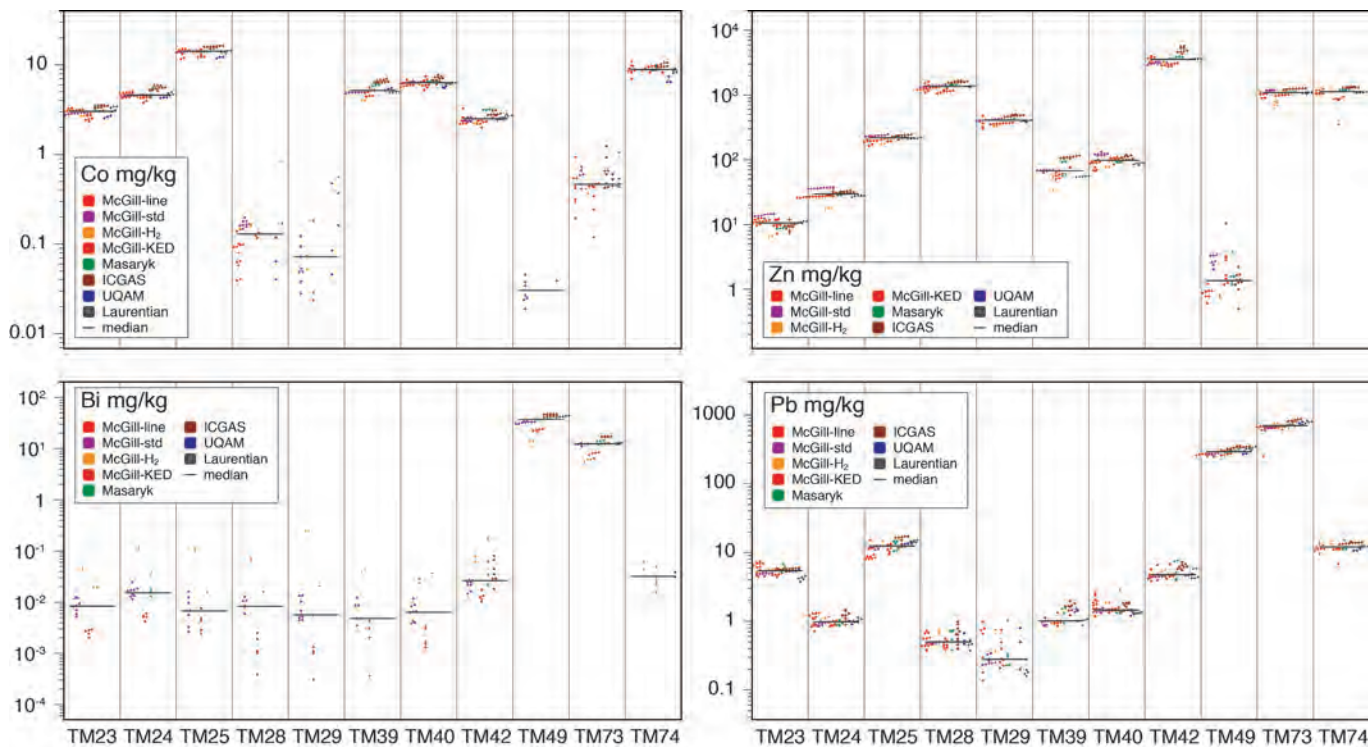 10
1
0.1
0.01
Co mg/kg
McGill-line
McGill-std
McGill-H₂
McGill-KED
Masaryk
ICGAS
UQAM
Laurentian
median
10⁴
10³
10²
10
1
Zn mg/kg
McGill-line McGill-KED UQAM
McGill-std Masaryk Laurentian
McGill-H₂ ICGAS median
10²
10¹
1
10⁻¹
10⁻²
10⁻³
10⁻⁴
Bi mg/kg
McGill-line ICGAS
McGill-std UQAM
McGill-H₂ Laurentian
McGill-KED median
Masaryk
1000
100
10
1
0.1
Pb mg/kg
McGill-line ICGAS
McGill-std UQAM
McGill-H₂ Laurentian
McGill-KED median
Masaryk
TM23 TM24 TM25 TM28 TM29 TM39 TM40 TM42 TM49 TM73 TM74
TM23 TM24 TM25 TM28 TM29 TM39 TM40 TM42 TM49 TM73 TM74